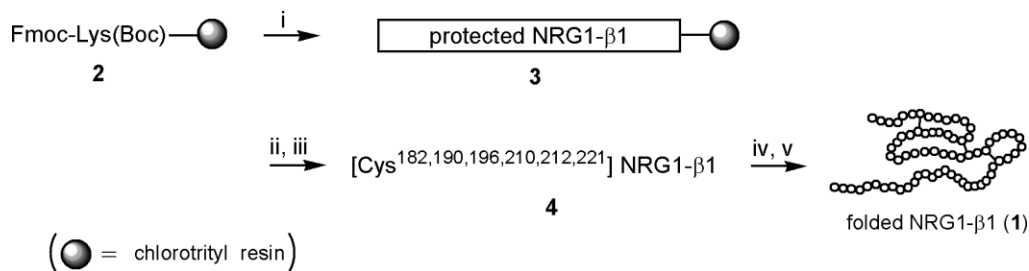 i
Fmoc-Lys(Boc)
protected NRG1-β1
2
3
ii, iii
[Cys182,190,196,210,212,221] NRG1-β1
iv, v
4
folded NRG1-β1 (1)
( = chlorotrityl resin)